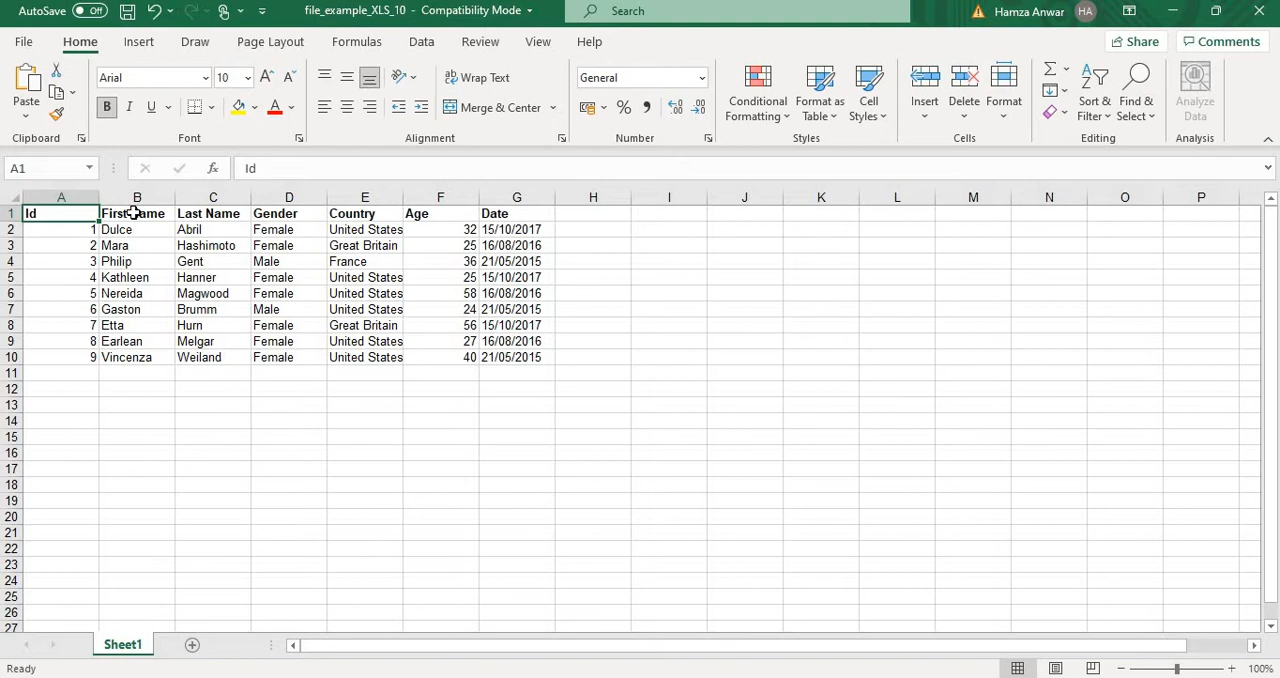 AutoSave Off file_example_XLS_10 - Compatibility Mode Search Hamza Anwar HA
File Home Insert Draw Page Layout Formulas Data Review View Help Share Comments
Arial 10 Wrap Text General
Paste Conditional Format as Cell Insert Delete Format Sort & Find & Analyze
B I U A Merge & Center % Formatting Table Styles Filter Select Data
Clipboard Font Alignment Number Styles Cells Editing Analysis
A1 fx Id
A B C D E F G H I J K L M N O P
1 Id First Name Last Name Gender Country Age Date
2 1 Dulce Abril Female United States 32 15/10/2017
3 2 Mara Hashimoto Female Great Britain 25 16/08/2016
4 3 Philip Gent Male France 36 21/05/2015
5 4 Kathleen Hanner Female United States 25 15/10/2017
6 5 Nereida Magwood Female United States 58 16/08/2016
7 6 Gaston Brumm Male United States 24 21/05/2015
8 7 Etta Hurn Female Great Britain 56 15/10/2017
9 8 Earlean Melgar Female United States 27 16/08/2016
10 9 Vincenza Weiland Female United States 40 21/05/2015
11
12
13
14
15
16
17
18
19
20
21
22
23
24
25
26
27
Sheet1
Ready 100%